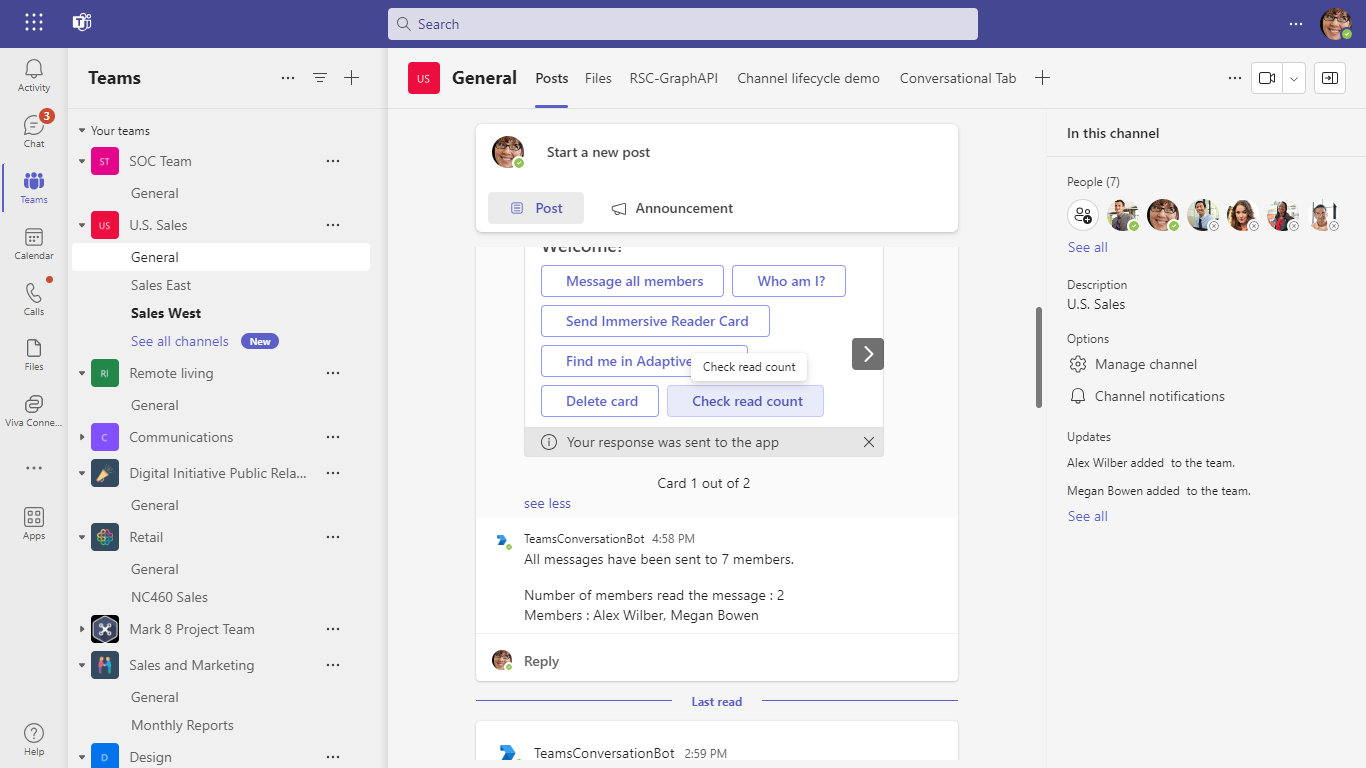 Search
Activity
Chat
3
Teams
Calendar
Calls
Files
Viva Conne...
Apps
Help
Teams
Your teams
ST SOC Team
General
US U.S. Sales
General
Sales East
Sales West
See all channels New
RI Remote living
General
C Communications
Digital Initiative Public Rela...
General
Retail
General
NC460 Sales
Mark 8 Project Team
Sales and Marketing
General
Monthly Reports
D Design
US General Posts Files RSC-GraphAPI Channel lifecycle demo Conversational Tab
Start a new post
Post Announcement
Welcome!
Message all members Who am I?
Send Immersive Reader Card
Find me in Adaptive
Check read count
Delete card Check read count
Your response was sent to the app
Card 1 out of 2
see less
TeamsConversationBot 4:58 PM
All messages have been sent to 7 members.
Number of members read the message : 2
Members : Alex Wilber, Megan Bowen
Reply
Last read
TeamsConversationBot 2:59 PM
In this channel
People (7)
See all
Description
U.S. Sales
Options
Manage channel
Channel notifications
Updates
Alex Wilber added to the team.
Megan Bowen added to the team.
See all